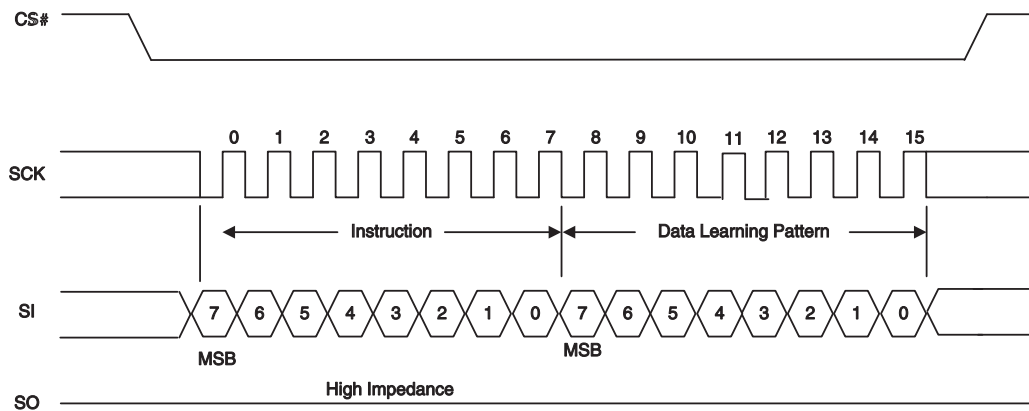 CS#
0 1 2 3 4 5 6 7 8 9 10 11 12 13 14 15
SCK
Instruction Data Learning Pattern
SI 7 6 5 4 3 2 1 0 7 6 5 4 3 2 1 0
MSB MSB
High Impedance
SO